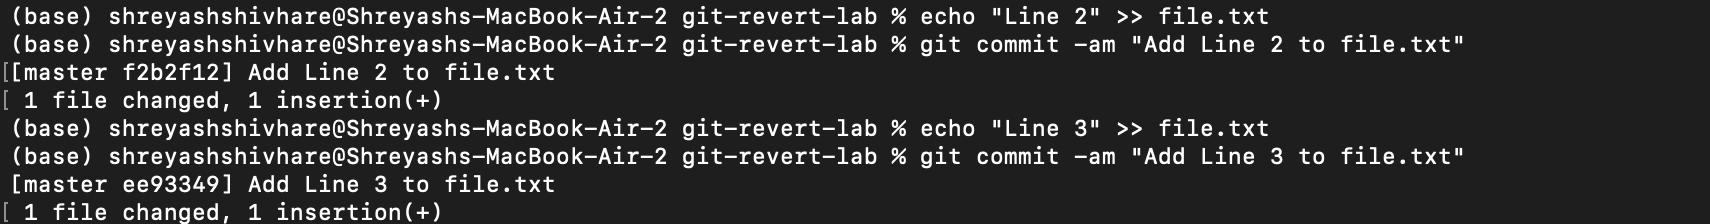 (base) shreyashshivhare@Shreyashs-MacBook-Air-2 git-revert-lab % echo "Line 2" >> file.txt
(base) shreyashshivhare@Shreyashs-MacBook-Air-2 git-revert-lab % git commit -am "Add Line 2 to file.txt"
[[master f2b2f12] Add Line 2 to file.txt
[ 1 file changed, 1 insertion(+)
(base) shreyashshivhare@Shreyashs-MacBook-Air-2 git-revert-lab % echo "Line 3" >> file.txt
(base) shreyashshivhare@Shreyashs-MacBook-Air-2 git-revert-lab % git commit -am "Add Line 3 to file.txt"
[master ee93349] Add Line 3 to file.txt
[ 1 file changed, 1 insertion(+)